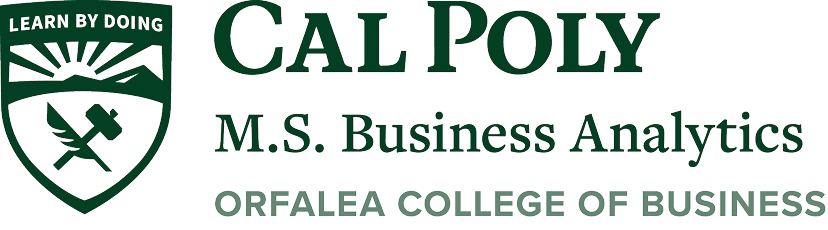 LEARN BY DOING
CAL POLY
M.S. Business Analytics
ORFALEA COLLEGE OF BUSINESS